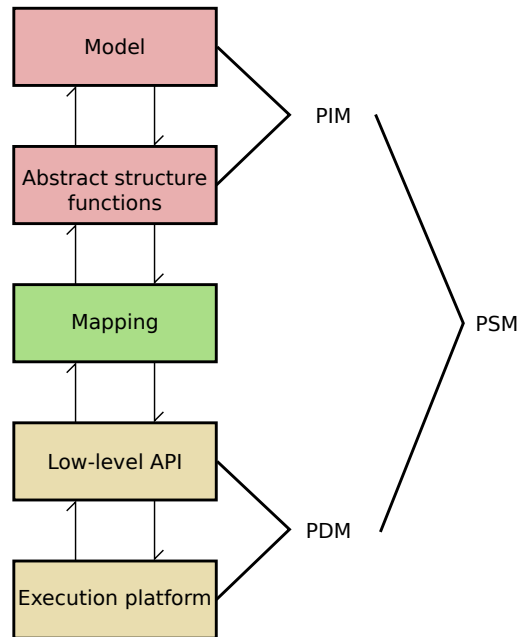 Model
PIM
Abstract structure
functions
Mapping
PSM
Low-level API
PDM
Execution platform